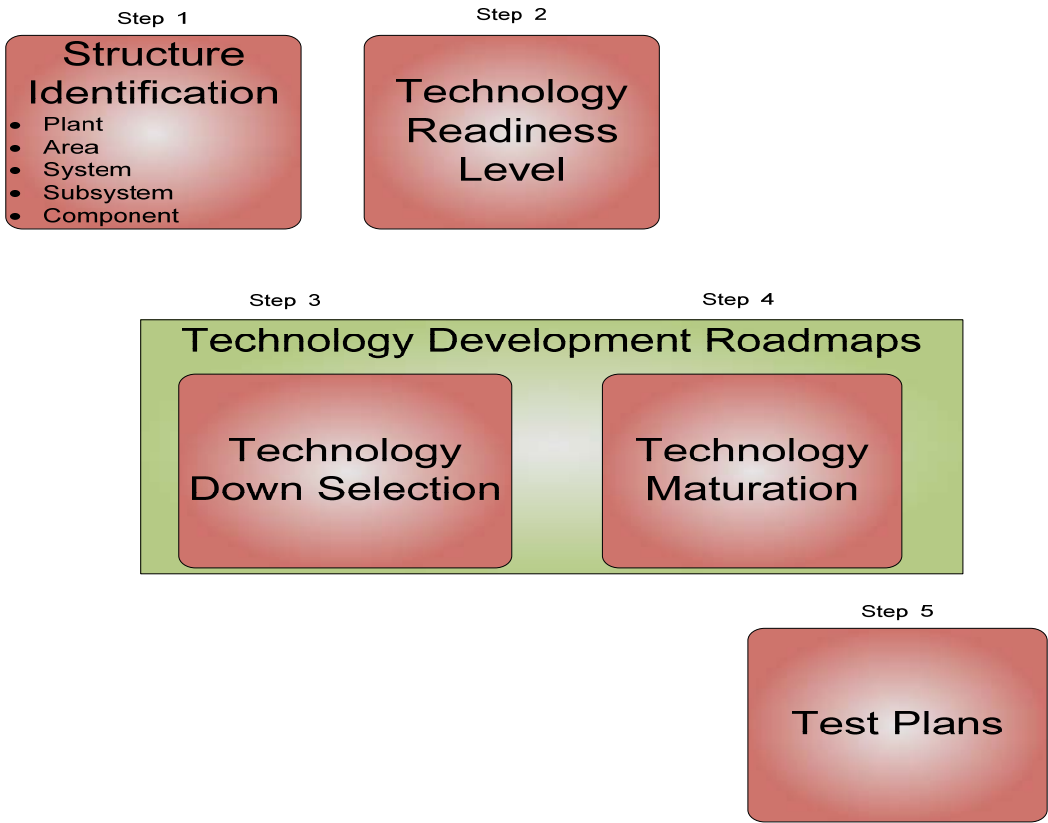 Step 1
Structure
Identification
• Plant
• Area
• System
• Subsystem
• Component
Step 2
Technology
Readiness
Level
Step 3
Step 4
Technology Development Roadmaps
Technology
Down Selection
Technology
Maturation
Step 5
Test Plans